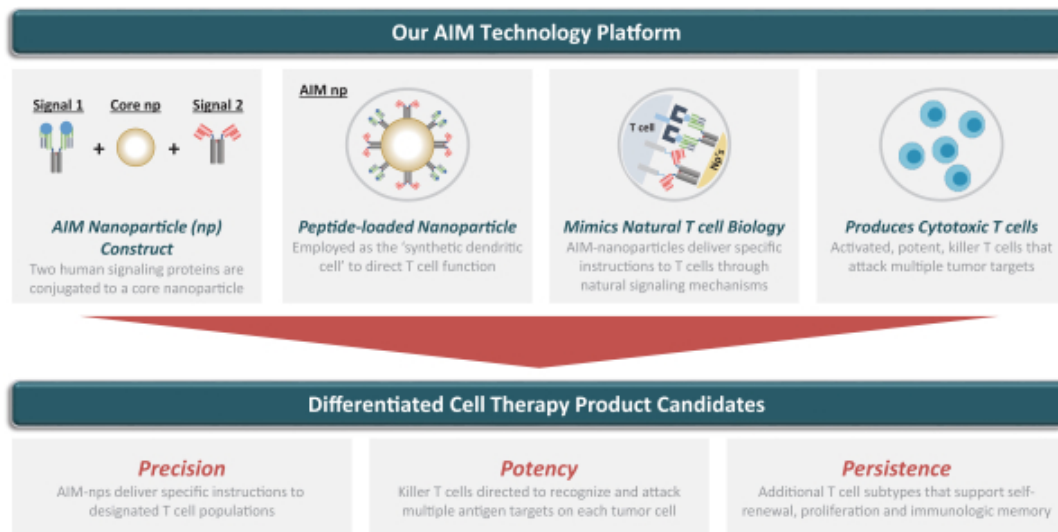 Our AIM Technology Platform
Signal 1
Core np
Signal 2
+
+
AIM Nanoparticle (np)
Construct
Two human signaling proteins are
conjugated to a core nanoparticle
AIM np
Peptide-loaded Nanoparticle
Employed as the ‘synthetic dendritic
cell’ to direct T cell function
T cell
Np's
Mimics Natural T cell Biology
AIM-nanoparticles deliver specific
instructions to T cells through
natural signaling mechanisms
Produces Cytotoxic T cells
Activated, potent, killer T cells that
attack multiple tumor targets
Differentiated Cell Therapy Product Candidates
Precision
AIM-nps deliver specific instructions to
designated T cell populations
Potency
Killer T cells directed to recognize and attack
multiple antigen targets on each tumor cell
Persistence
Additional T cell subtypes that support self-
renewal, proliferation and immunologic memory